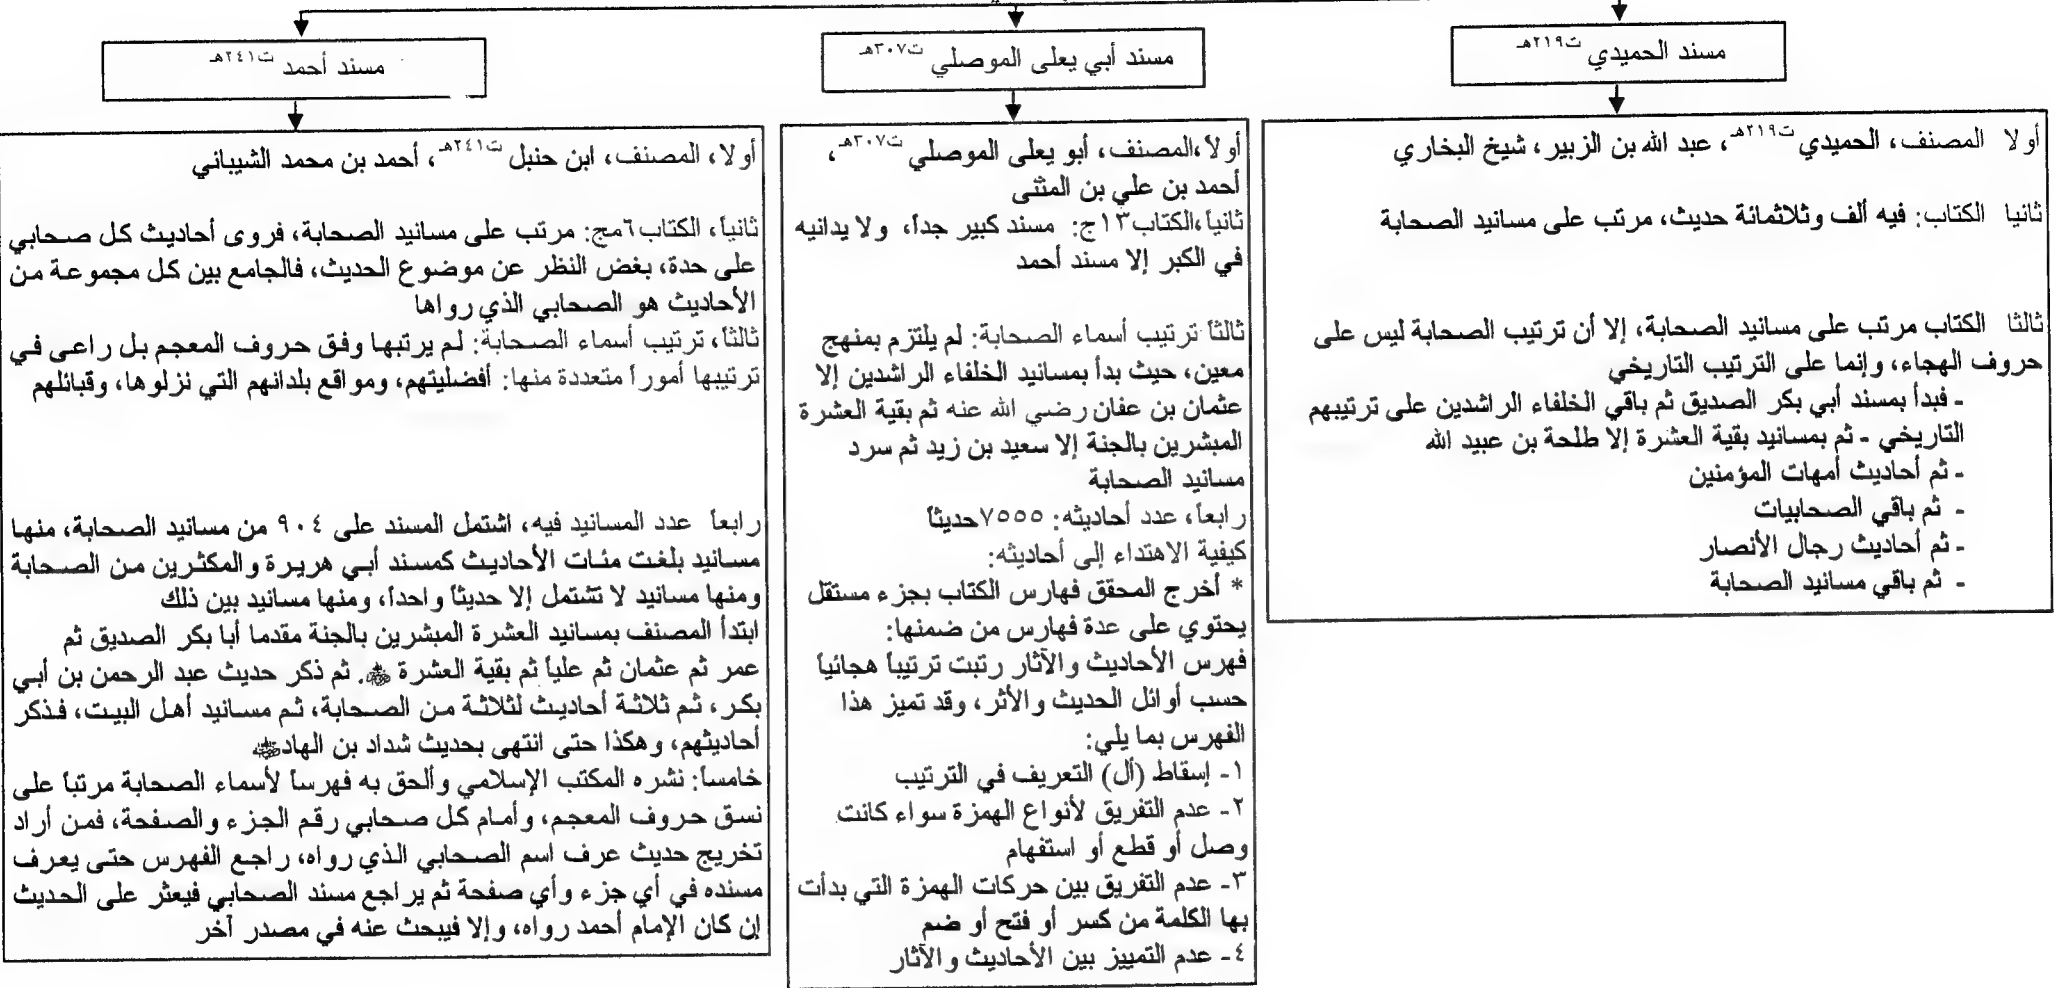 مسند الحميدي ت٢١٩هـ
مسند أبي يعلى الموصلي ت٣٠٧هـ
مسند أحمد ت٢٤١هـ
أولا المصنف، الحميدي ت٢١٩هـ، عبد الله بن الزبير، شيخ البخاري
ثانيا الكتاب: فيه ألف وثلاثمائة حديث، مرتب على مسانيد الصحابة
ثالثا الكتاب مرتب على مسانيد الصحابة، إلا أن ترتيب الصحابة ليس على
حروف الهجاء، وإنما على الترتيب التاريخي
- فبدأ بمسند أبي بكر الصديق ثم باقي الخلفاء الراشدين على ترتيبهم
التاريخي - ثم بمسانيد بقية العشرة إلا طلحة بن عبيد الله
- ثم أحاديث أمهات المؤمنين
- ثم باقي الصحابيات
- ثم أحاديث رجال الأنصار
- ثم باقي مسانيد الصحابة
أولاً،المصنف، أبو يعلى الموصلي ت٣٠٧هـ،
أحمد بن علي بن المثنى
ثانياً،الكتاب١٣ج: مسند كبير جداً، ولا يدانيه
في الكبر إلا مسند أحمد
ثالثاً ترتيب أسماء الصحابة: لم يلتزم بمنهج
معين، حيث بدأ بمسانيد الخلفاء الراشدين إلا
عثمان بن عفان رضي الله عنه ثم بقية العشرة
المبشرين بالجنة إلا سعيد بن زيد ثم سرد
مسانيد الصحابة
رابعاً، عدد أحاديثه: ٧٥٥٥حديثاً
كيفية الاهتداء إلى أحاديثه:
* أخرج المحقق فهارس الكتاب بجزء مستقل
يحتوي على عدة فهارس من ضمنها:
فهرس الأحاديث والآثار رتبت ترتيباً هجائياً
حسب أوائل الحديث والأثر، وقد تميز هذا
الفهرس بما يلي:
١- إسقاط (أل) التعريف في الترتيب
٢- عدم التفريق لأنواع الهمزة سواء كانت
وصل أو قطع أو استفهام
٣- عدم التفريق بين حركات الهمزة التي بدأت
بها الكلمة من كسر أو فتح أو ضم
٤- عدم التمييز بين الأحاديث والآثار
أولا، المصنف، ابن حنبل ت٢٤١هـ، أحمد بن محمد الشيباني
ثانياً، الكتاب٦مج: مرتب على مسانيد الصحابة، فروى أحاديث كل صحابي
على حدة، بغض النظر عن موضوع الحديث، فالجامع بين كل مجموعة من
الأحاديث هو الصحابي الذي رواها
ثالثاً، ترتيب أسماء الصحابة: لم يرتبها وفق حروف المعجم بل راعى في
ترتيبها أموراً متعددة منها: أفضليتهم، ومواقع بلدانهم التي نزلوها، وقبائلهم
رابعاً عدد المسانيد فيه، اشتمل المسند على ٩٠٤ من مسانيد الصحابة، منها
مسانيد بلغت مئات الأحاديث كمسند أبي هريرة والمكثرين من الصحابة
ومنها مسانيد لا تشتمل إلا حديثاً واحداً، ومنها مسانيد بين ذلك
ابتدأ المصنف بمسانيد العشرة المبشرين بالجنة مقدما أبا بكر الصديق ثم
عمر ثم عثمان ثم علياً ثم بقية العشرة ﷺ. ثم ذكر حديث عبد الرحمن بن أبي
بكر، ثم ثلاثة أحاديث لثلاثة من الصحابة، ثم مسانيد أهل البيت، فذكر
أحاديثهم، وهكذا حتى انتهى بحديث شداد بن الهاد
خامساً: نشره المكتب الإسلامي وألحق به فهرساً لأسماء الصحابة مرتباً على
نسق حروف المعجم، وأمام كل صحابي رقم الجزء والصفحة، فمن أراد
تخريج حديث عرف اسم الصحابي الذي رواه، راجع الفهرس حتى يعرف
مسنده في أي جزء وأي صفحة ثم يراجع مسند الصحابي فيعثر على الحديث
إن كان الإمام أحمد رواه، وإلا فيبحث عنه في مصدر آخر